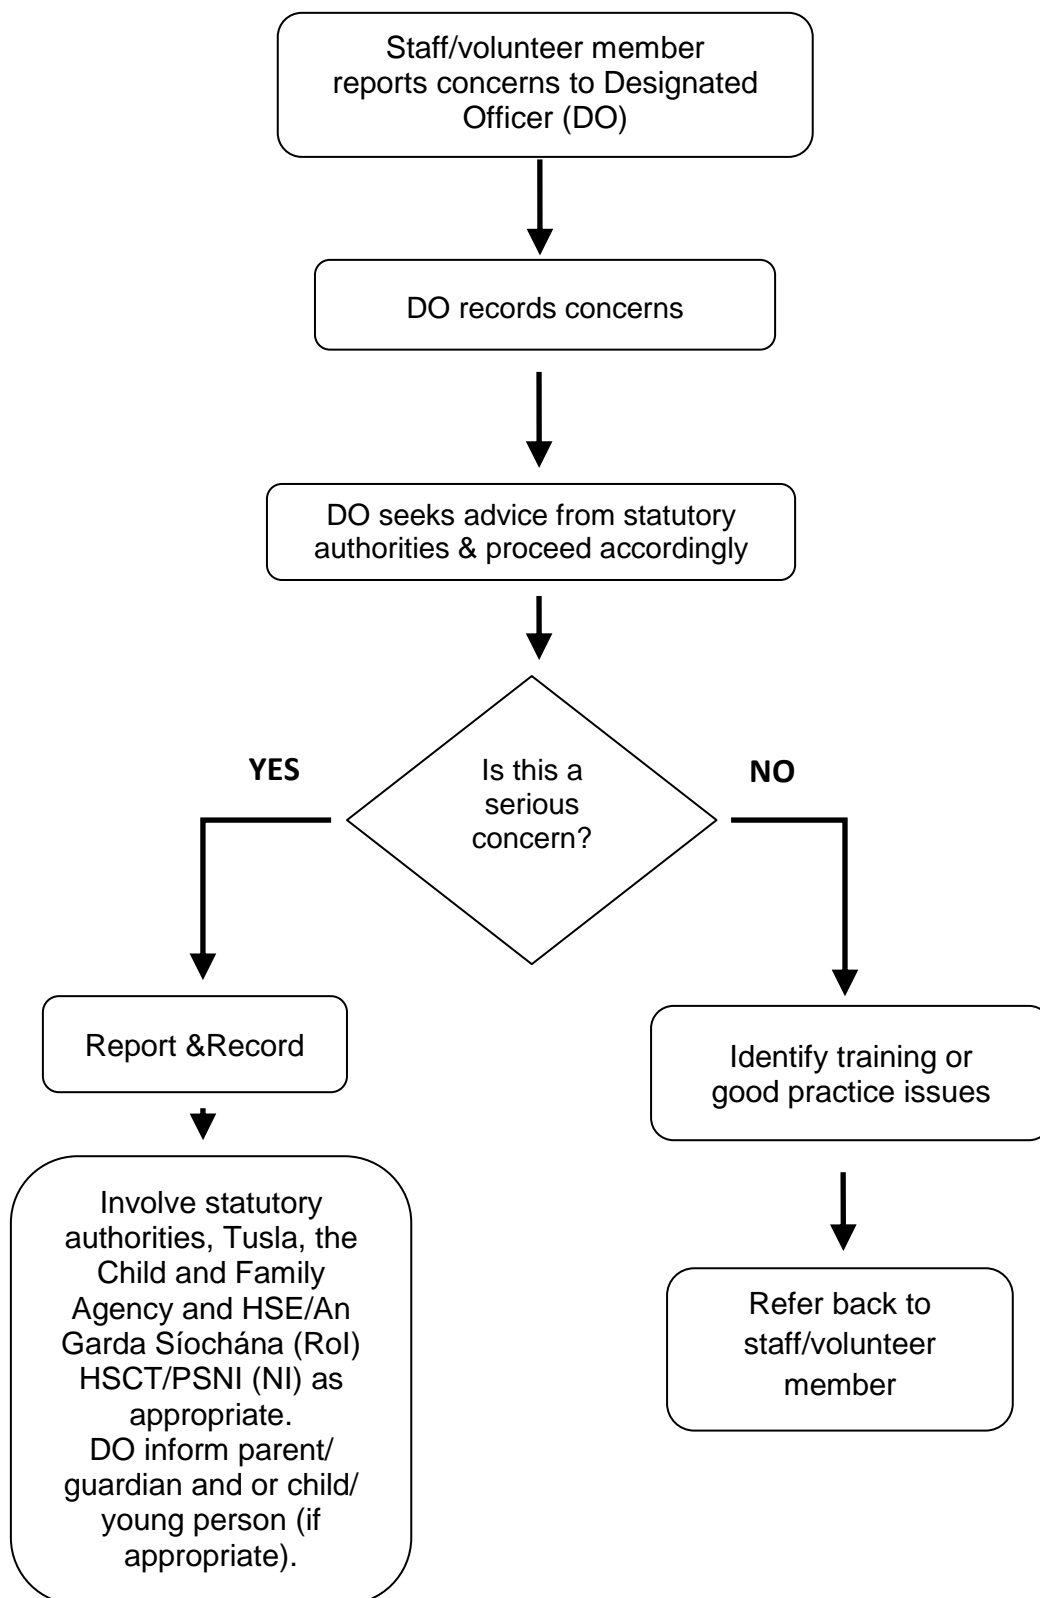 Staff/volunteer member
reports concerns to Designated
Officer (DO)
DO records concerns
DO seeks advice from statutory
authorities & proceed accordingly
Is this a
serious
concern?
YES
NO
Report &Record
Involve statutory
authorities, Tusla, the
Child and Family
Agency and HSE/An
Garda Síochána (RoI)
HSCT/PSNI (NI) as
appropriate.
DO inform parent/
guardian and or child/
young person (if
appropriate).
Identify training or
good practice issues
Refer back to
staff/volunteer
member